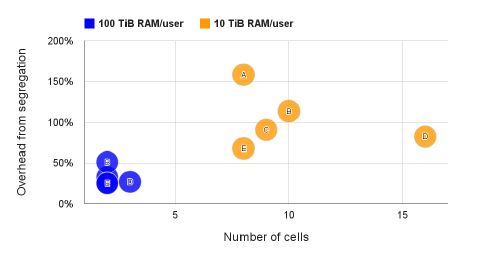 100 TiB RAM/user 10 TiB RAM/user
Overhead from segregation
200%
A
150%
B
100%
C
D
E
50%
D
0%
5 10 15
Number of cells